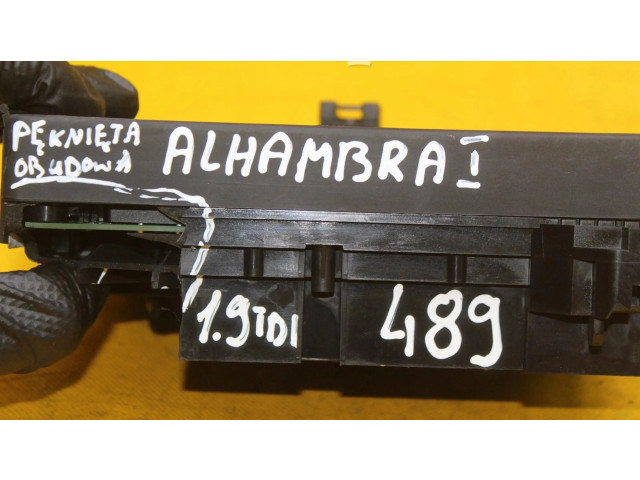 PĘKNIĘTA
OBUDOWA
ALHAMBRA I
1.9TDI
489